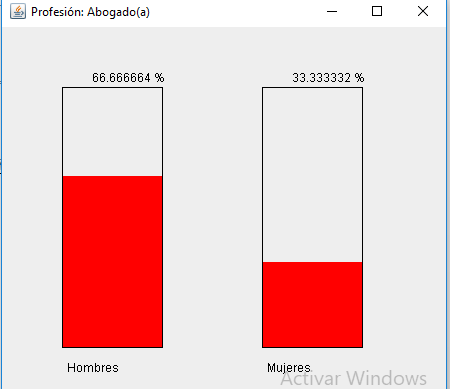 Profesión: Abogado(a)
66.666664 %
33.333332 %
Hombres
Mujeres
Activar Windows